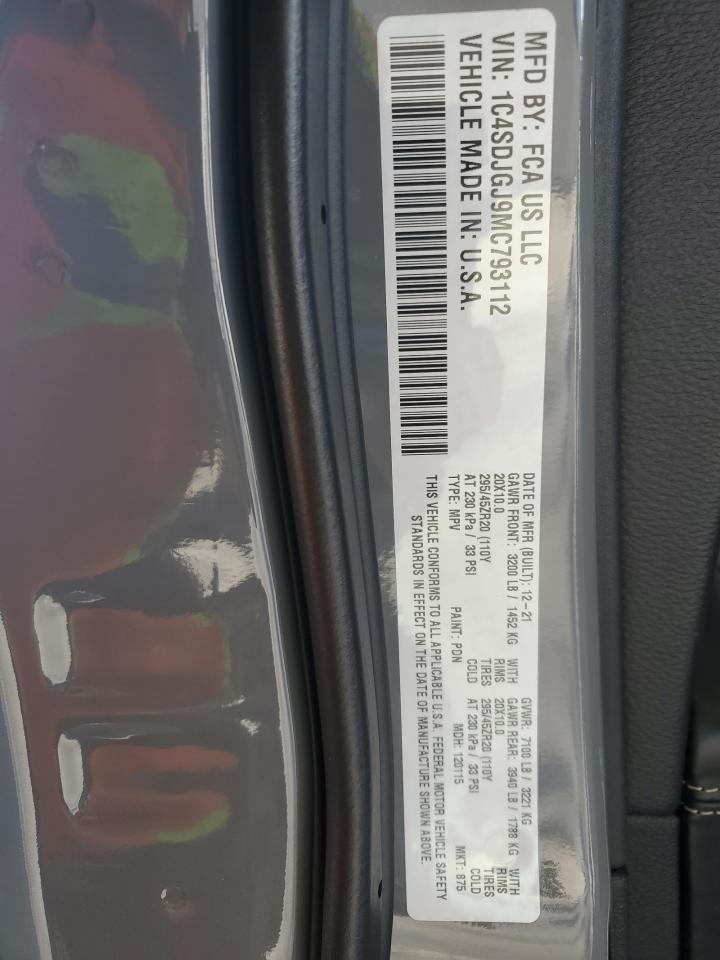 MFD BY: FCA US LLC
VIN: 1C4SDJGJ9MC793112
VEHICLE MADE IN: U.S.A.
DATE OF MFR (BUILT): 12-21 GVWR: 7100 LB / 3221 KG
GAWR FRONT: 3200 LB / 1452 KG WITH GAWR REAR: 3940 LB / 1788 KG WITH
20X10.0 RIMS 20X10.0 RIMS
295/45ZR20 (110Y TIRES 295/45ZR20 (110Y TIRES
AT 230 kPa / 33 PSI COLD AT 230 kPa / 33 PSI COLD
TYPE: MPV PAINT: PDN MDH: 120115 MKT: 875
THIS VEHICLE CONFORMS TO ALL APPLICABLE U.S.A. FEDERAL MOTOR VEHICLE SAFETY
STANDARDS IN EFFECT ON THE DATE OF MANUFACTURE SHOWN ABOVE.